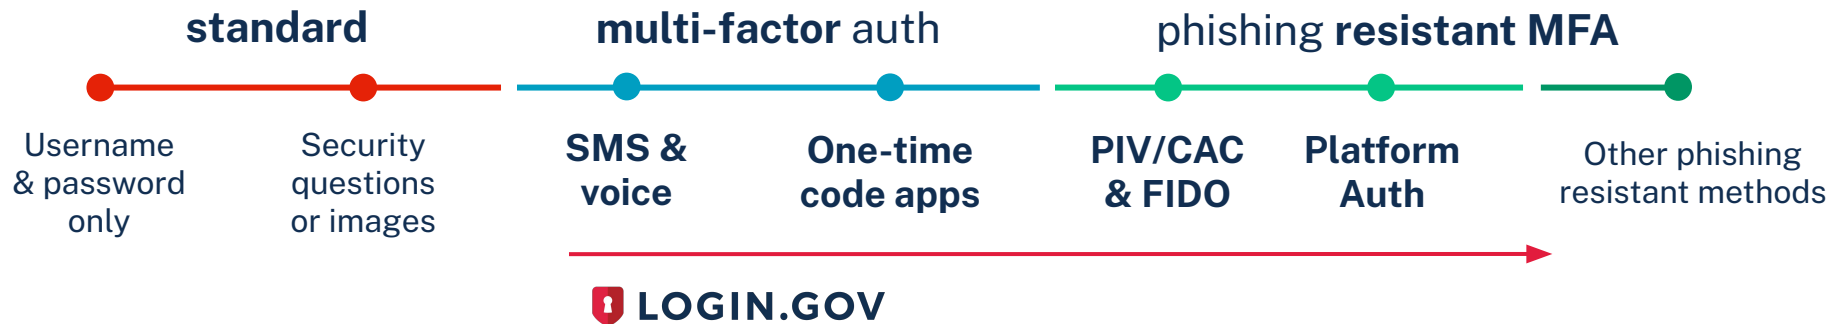 standard
multi-factor auth
phishing resistant MFA
Username
& password
only
Security
questions
or images
SMS &
voice
One-time
code apps
PIV/CAC
& FIDO
Platform
Auth
Other phishing
resistant methods
LOGIN.GOV